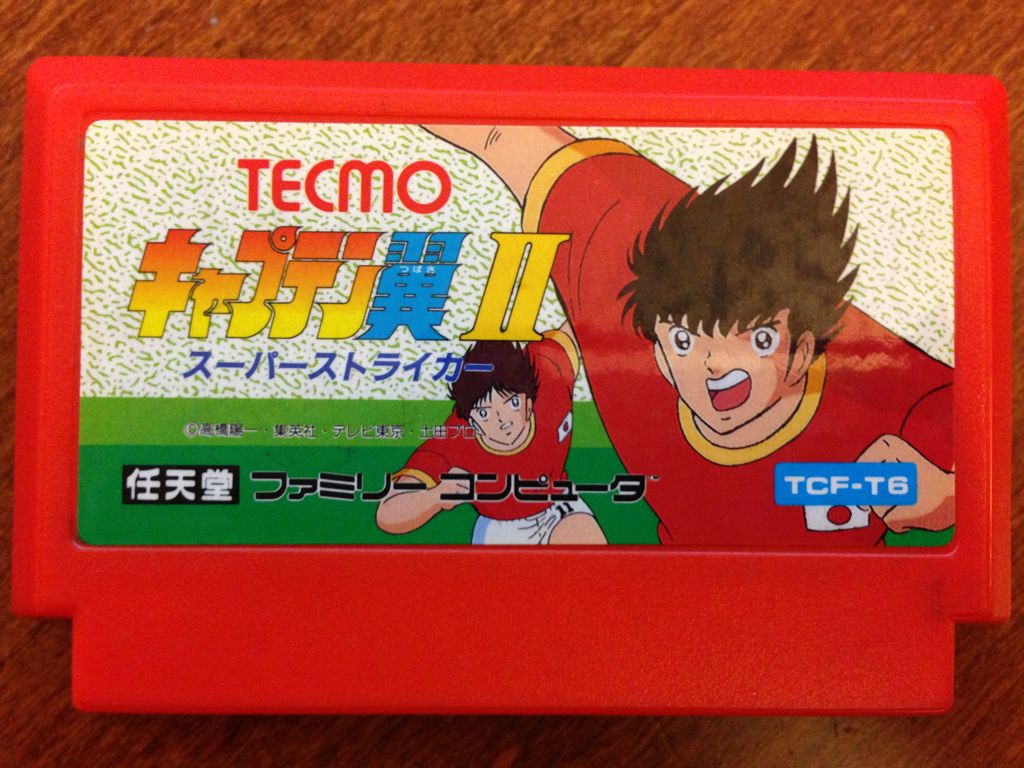 TECMO
キャプテン翼II
つばさ
スーパーストライカー
©高橋陽一・集英社・テレビ東京・土田プロ
任天堂 ファミリーコンピュータ™
TCF-T6